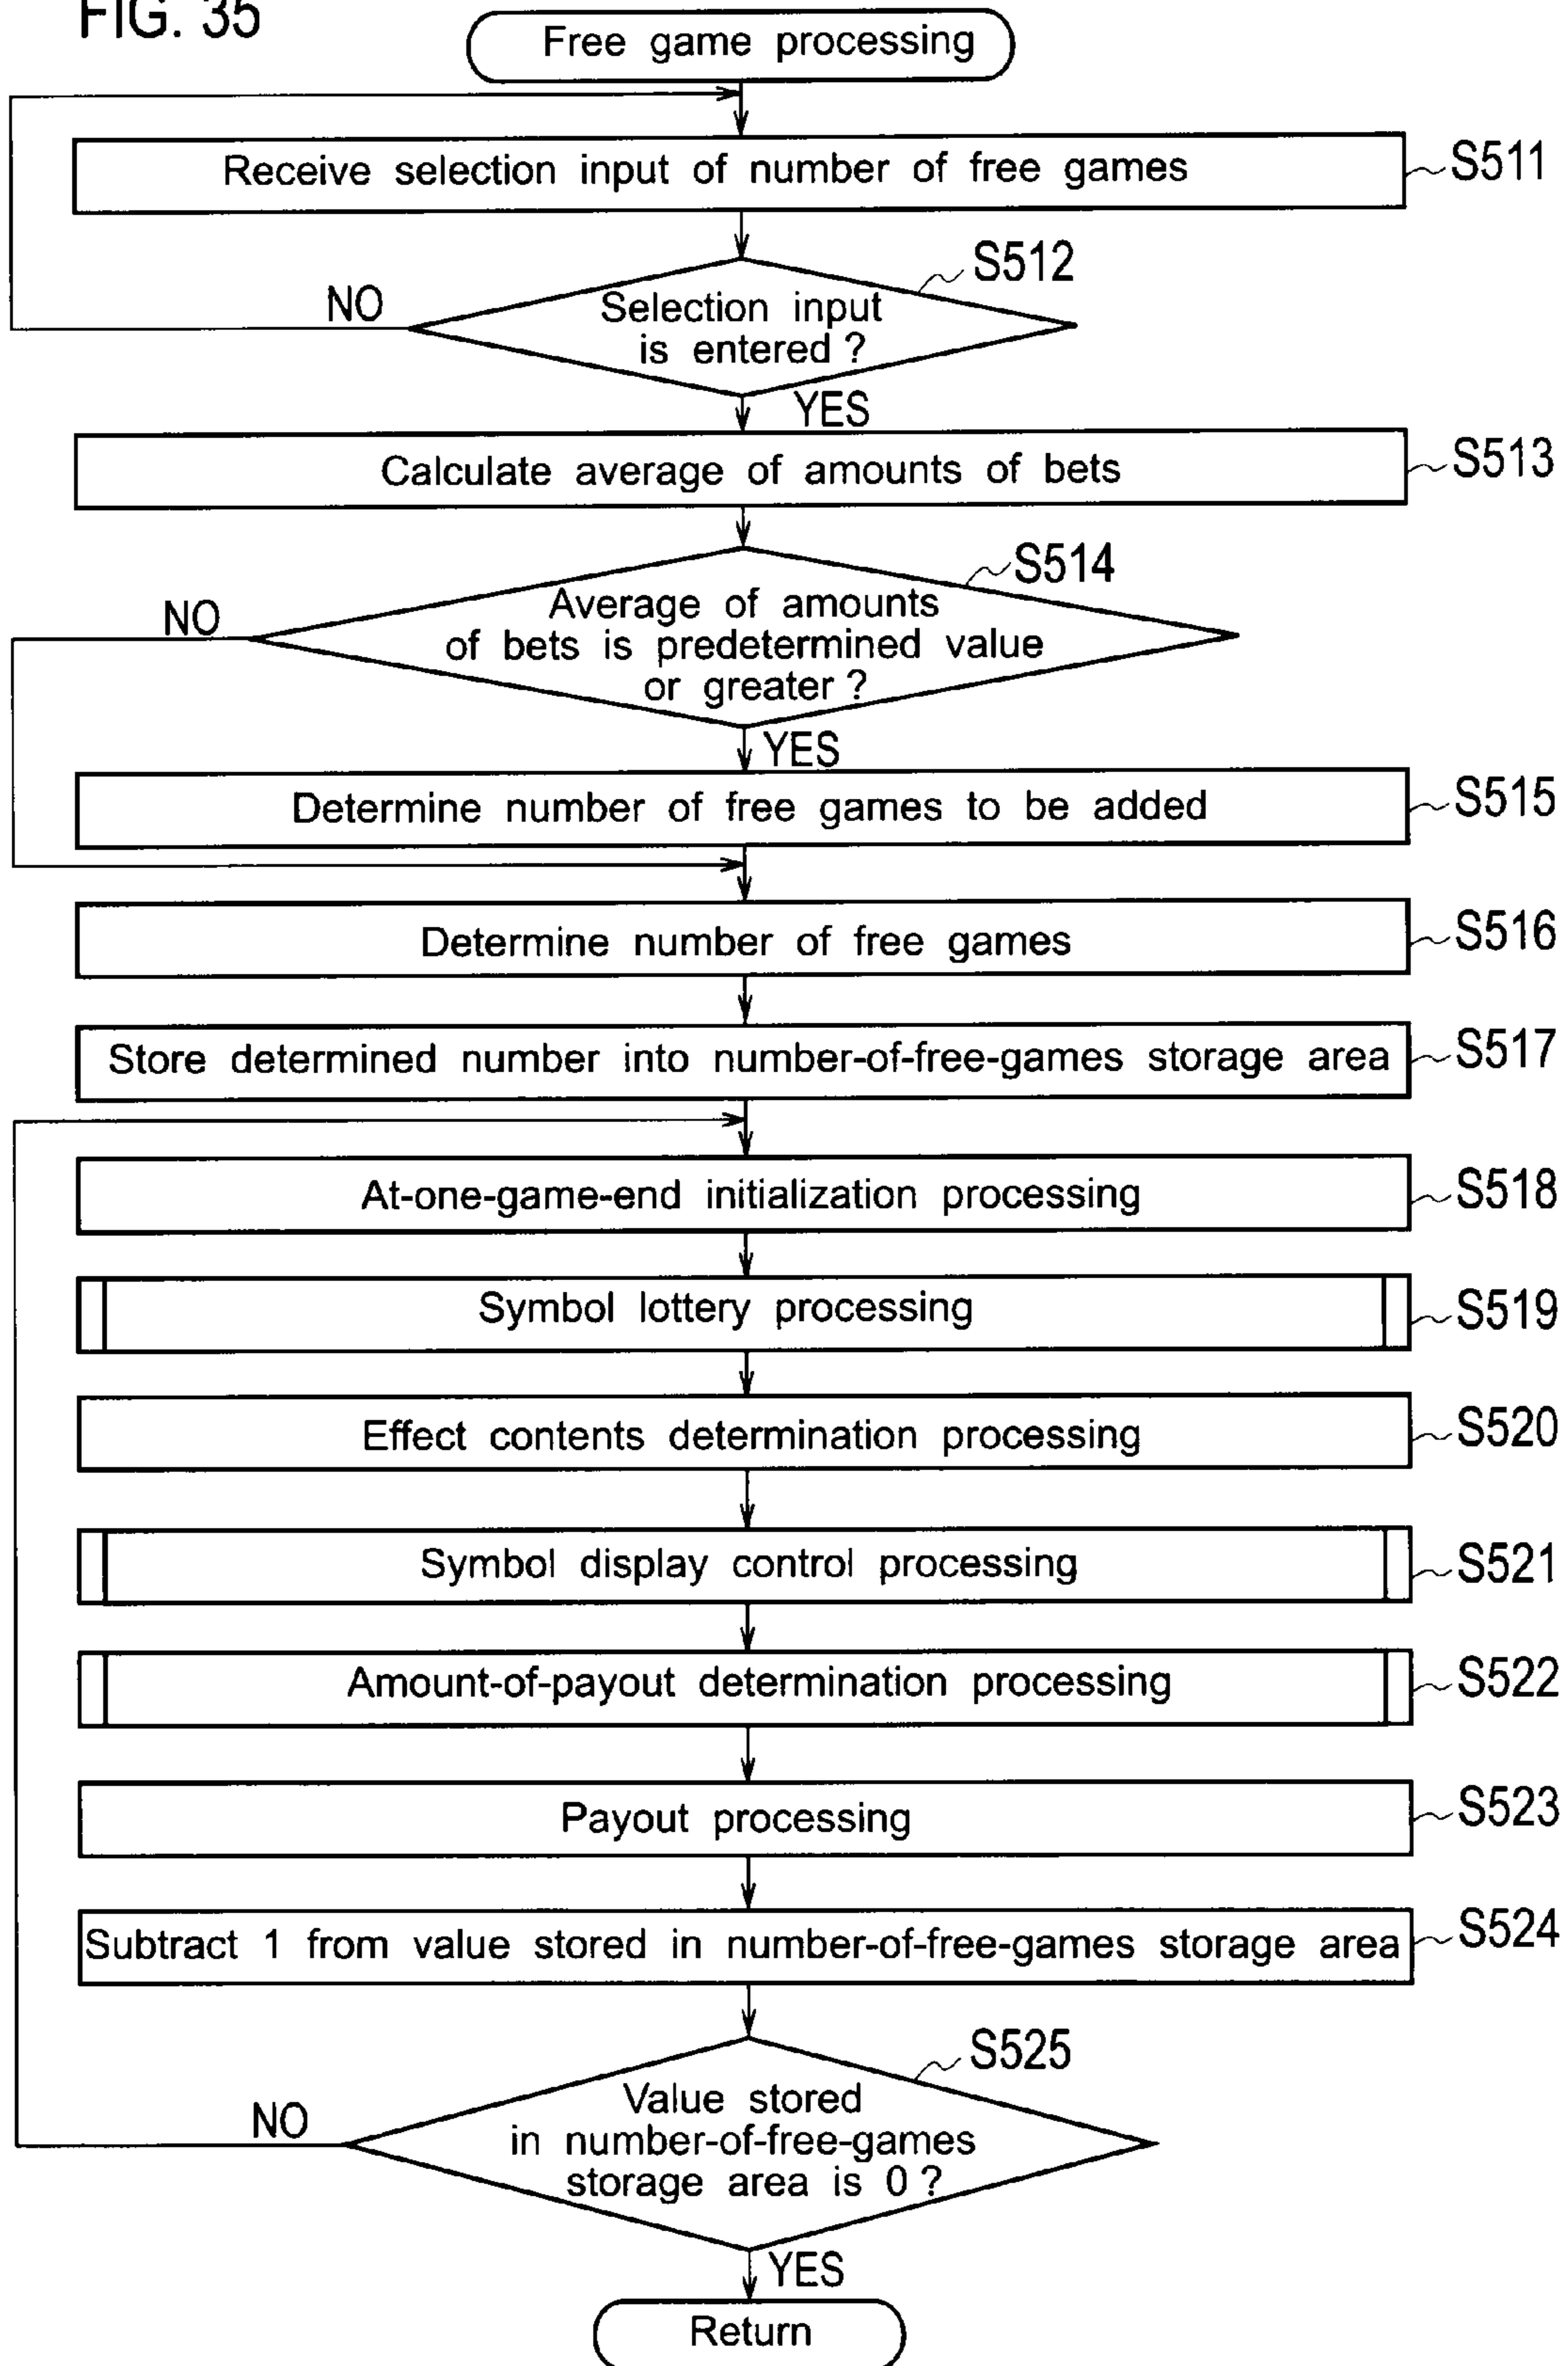 FIG. 35
Free game processing
Receive selection input of number of free games
S511
S512
Selection input
is entered ?
NO
YES
Calculate average of amounts of bets
S513
S514
Average of amounts
of bets is predetermined value
or greater ?
NO
YES
Determine number of free games to be added
S515
Determine number of free games
S516
Store determined number into number-of-free-games storage area
S517
At-one-game-end initialization processing
S518
Symbol lottery processing
S519
Effect contents determination processing
S520
Symbol display control processing
S521
Amount-of-payout determination processing
S522
Payout processing
S523
Subtract 1 from value stored in number-of-free-games storage area
S524
S525
Value stored
in number-of-free-games
storage area is 0 ?
NO
YES
Return